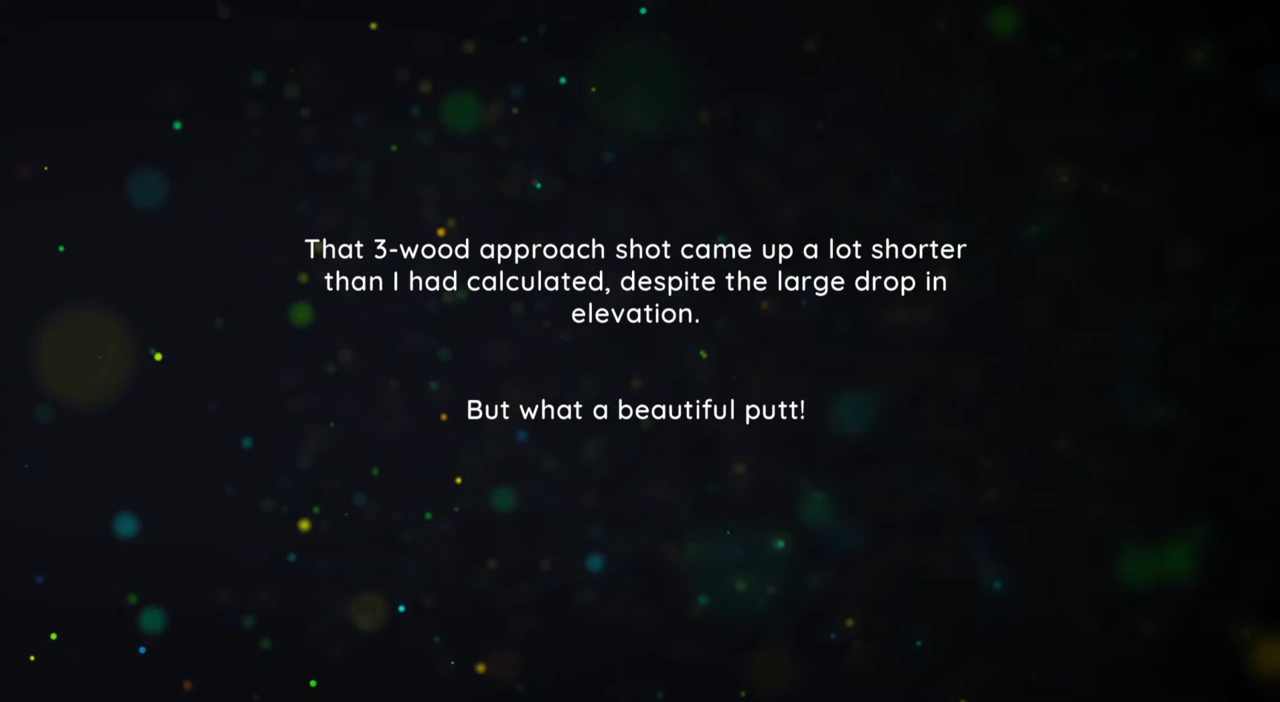 That 3-wood approach shot came up a lot shorter
than I had calculated, despite the large drop in
elevation.
But what a beautiful putt!